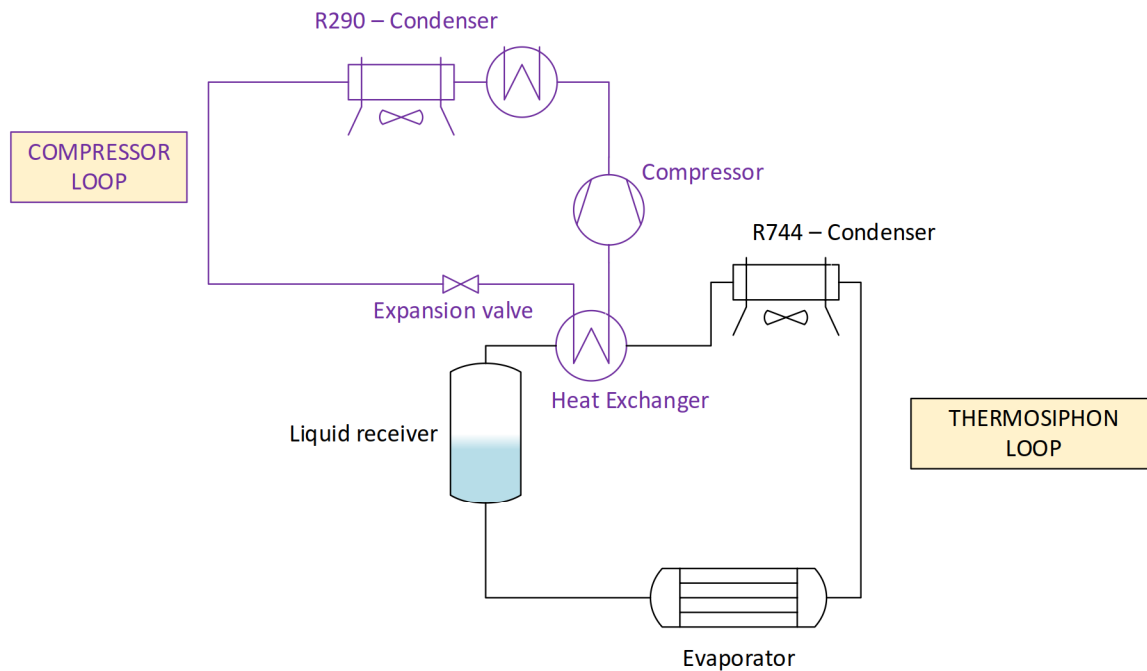 R290 – Condenser
COMPRESSOR
LOOP
Compressor
R744 – Condenser
Expansion valve
Heat Exchanger
Liquid receiver
THERMOSIPHON
LOOP
Evaporator